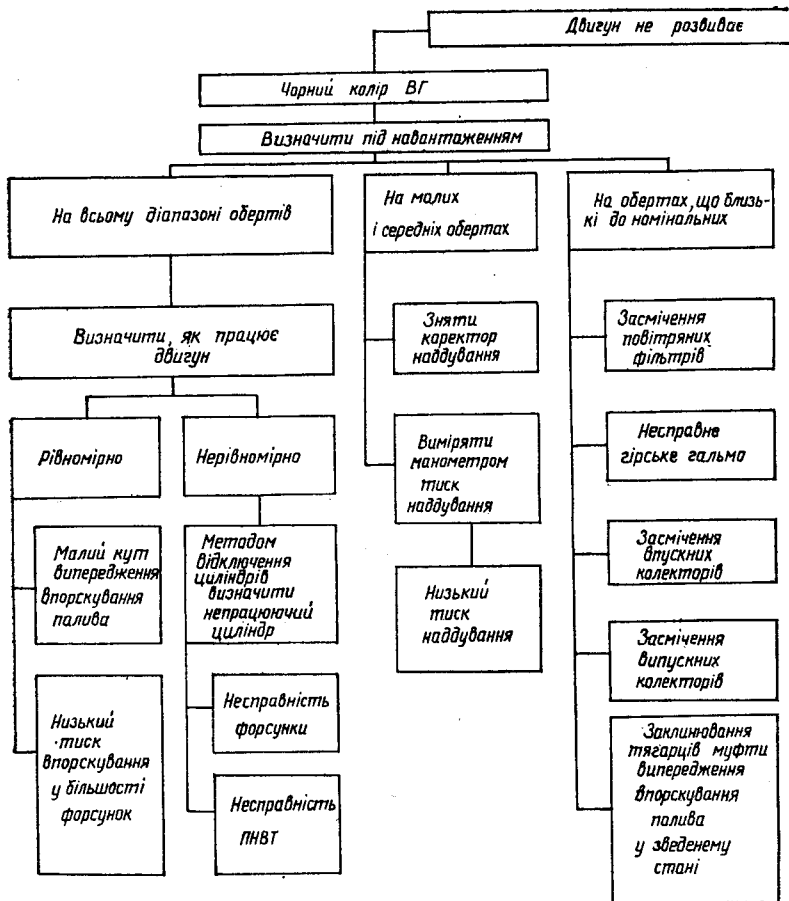 Двигун не розвиває
Чорний колір ВГ
Визначити під навантаженням
На всьому діапазоні обертів
На малих
і середніх обертах
На обертах, що близь-
кі до номінальних
Визначити, як працює
двигун
Зняти
каректор
наддування
Засмічення
повітряних
фільтрів
Рівномірно
Нерівномірно
Виміряти
манометром
тиск
наддування
Несправне
гірське гальмо
Малий кут
випередження
впорскування
палива
Методом
відключення
циліндрів
визначити
непрацюючий
циліндр
Низький
тиск
наддування
Засмічення
впускних
колекторів
Засмічення
випускних
колекторів
Низький
тиск
впорскування
у більшості
форсунок
Несправність
форсунки
Несправність
ПНВТ
Заклинювання
тягарців муфти
випередження
впорскування
палива
у зведеному
стані